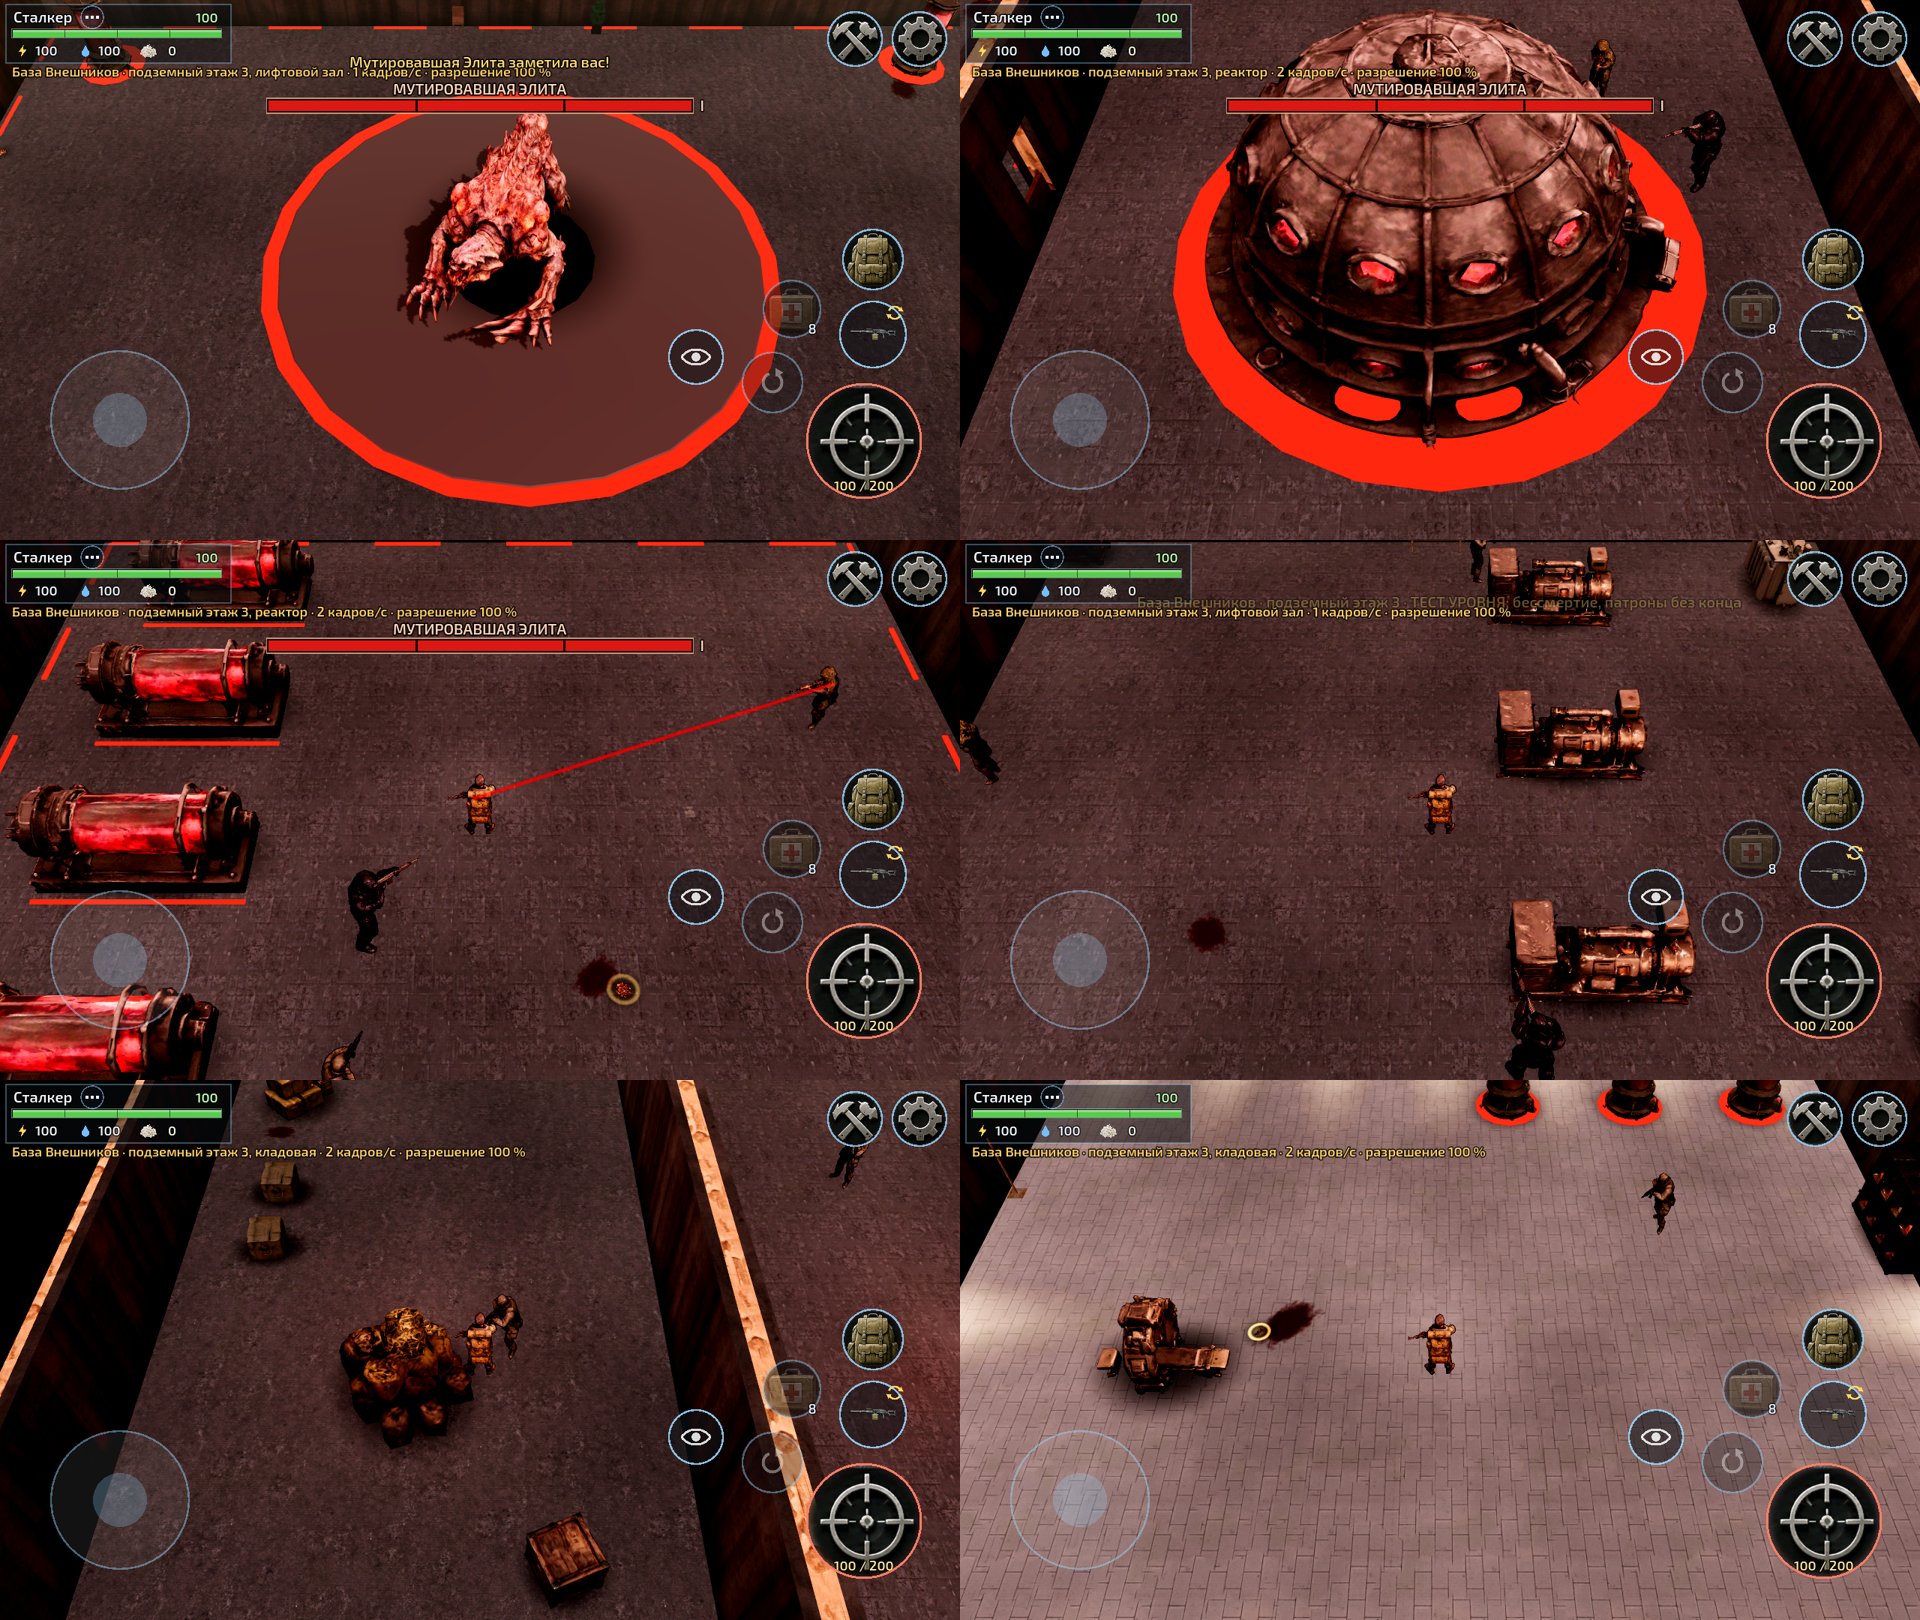 Сталкер ... 100
100 100 0
Мутировавшая Элита заметила вас!
База Внешников · подземный этаж 3, лифтовой зал · 1 кадров/с · разрешение 100 %
МУТИРОВАВШАЯ ЭЛИТА
I
8
100 / 200
Сталкер ... 100
100 100 0
База Внешников · подземный этаж 3, реактор · 2 кадров/с · разрешение 100 %
МУТИРОВАВШАЯ ЭЛИТА
I
8
100 / 200
Сталкер ... 100
100 100 0
База Внешников · подземный этаж 3, реактор · 2 кадров/с · разрешение 100 %
МУТИРОВАВШАЯ ЭЛИТА
I
8
100 / 200
Сталкер ... 100
100 100 0
База Внешников · подземный этаж 3 · ТЕСТ УРОВНЯ: бессмертие, патроны без конца
База Внешников · подземный этаж 3, лифтовой зал · 1 кадров/с · разрешение 100 %
8
100 / 200
Сталкер ... 100
100 100 0
База Внешников · подземный этаж 3, кладовая · 2 кадров/с · разрешение 100 %
8
100 / 200
Сталкер ... 100
100 100 0
База Внешников · подземный этаж 3, кладовая · 2 кадров/с · разрешение 100 %
8
100 / 200